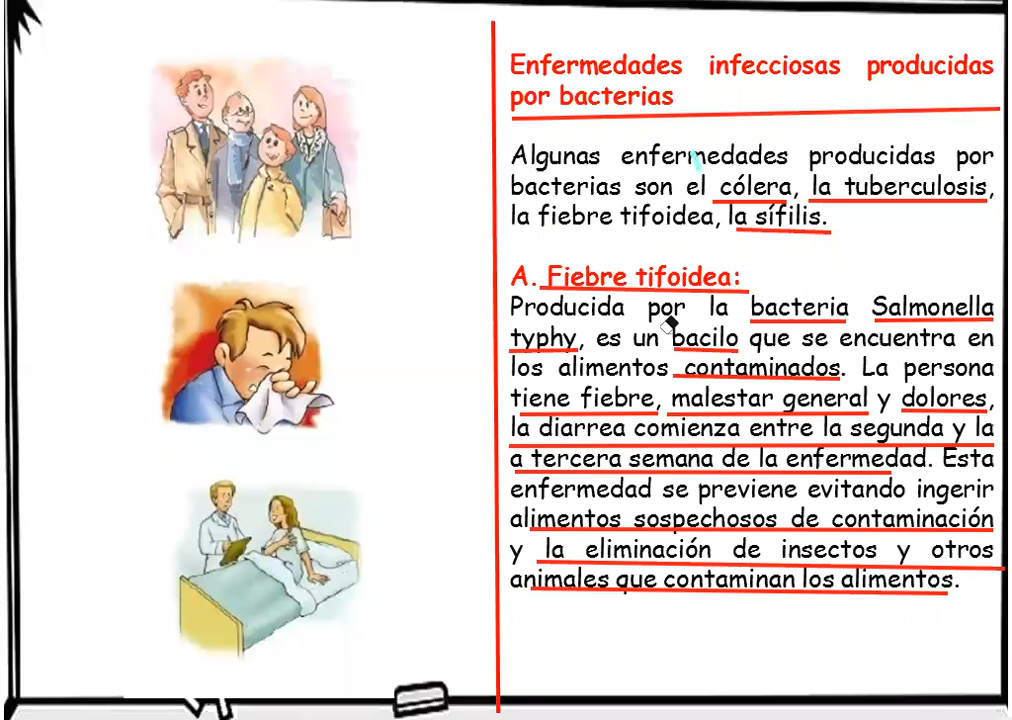 Enfermedades infecciosas producidas
por bacterias
Algunas enfermedades producidas por
bacterias son el cólera, la tuberculosis,
la fiebre tifoidea, la sífilis.
A. Fiebre tifoidea:
Producida por la bacteria Salmonella
typhy, es un bacilo que se encuentra en
los alimentos contaminados. La persona
tiene fiebre, malestar general y dolores,
la diarrea comienza entre la segunda y la
a tercera semana de la enfermedad. Esta
enfermedad se previene evitando ingerir
alimentos sospechosos de contaminación
y la eliminación de insectos y otros
animales que contaminan los alimentos.